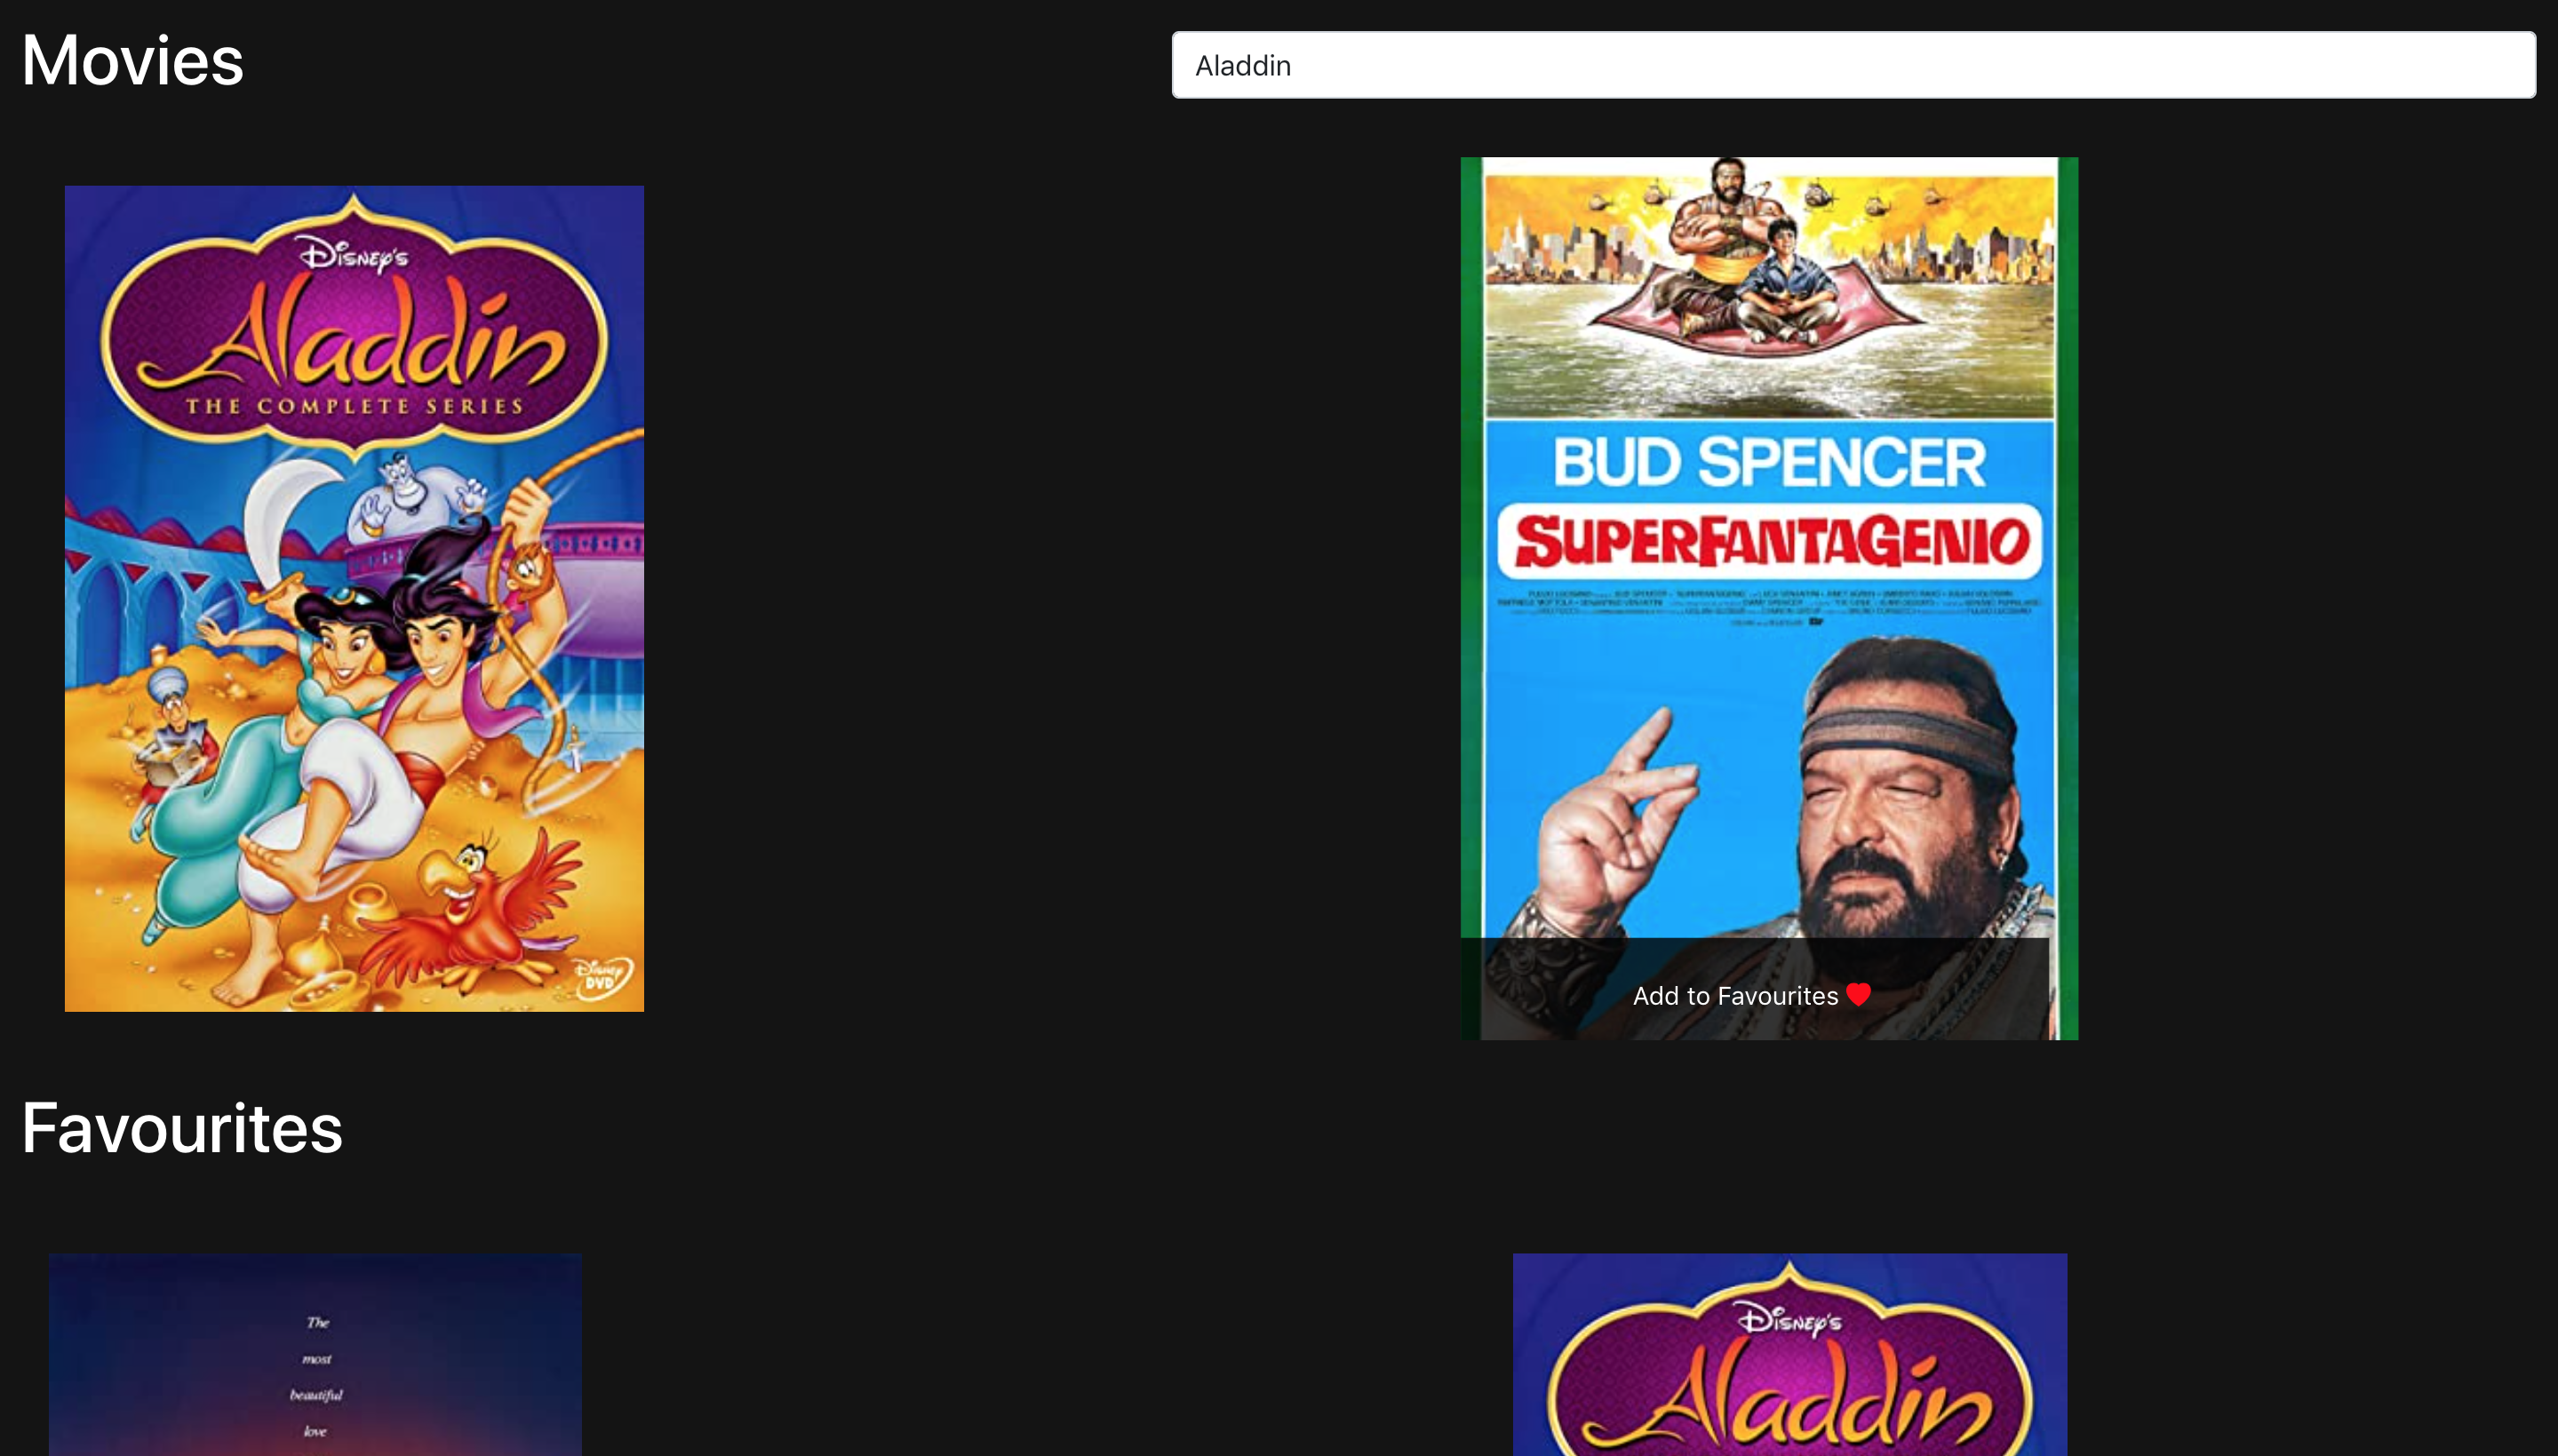 Movies
Aladdin
Disney's
Aladdin
THE COMPLETE SERIES
Disney
DVD
BUD SPENCER
SUPERFANTAGENIO
Add to Favourites
Favourites
The
most
beautiful
love
Disney's
Aladdin